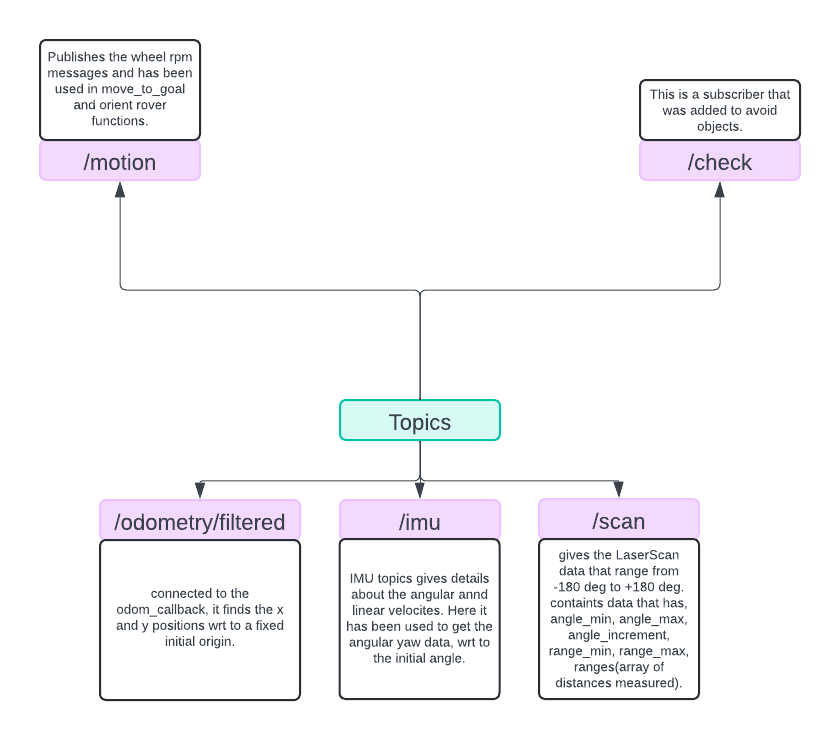 Publishes the wheel rpm
messages and has been
used in move_to_goal
and orient rover
functions.
/motion
This is a subscriber that
was added to avoid
objects.
/check
Topics
/odometry/filtered
connected to the
odom_callback, it finds the x
and y positions wrt to a fixed
initial origin.
/imu
IMU topics gives details
about the angular annd
linear velocites. Here it
has been used to get the
angular yaw data, wrt to
the initial angle.
/scan
gives the LaserScan
data that range from
-180 deg to +180 deg.
containts data that has,
angle_min, angle_max,
angle_increment,
range_min, range_max,
ranges(array of
distances measured).